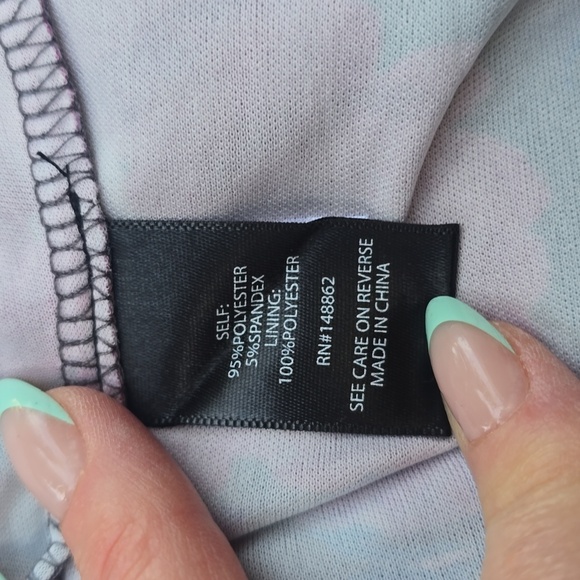 SELF:
95%POLYESTER
5%SPANDEX
LINING:
100%POLYESTER
RN#148862
SEE CARE ON REVERSE
MADE IN CHINA